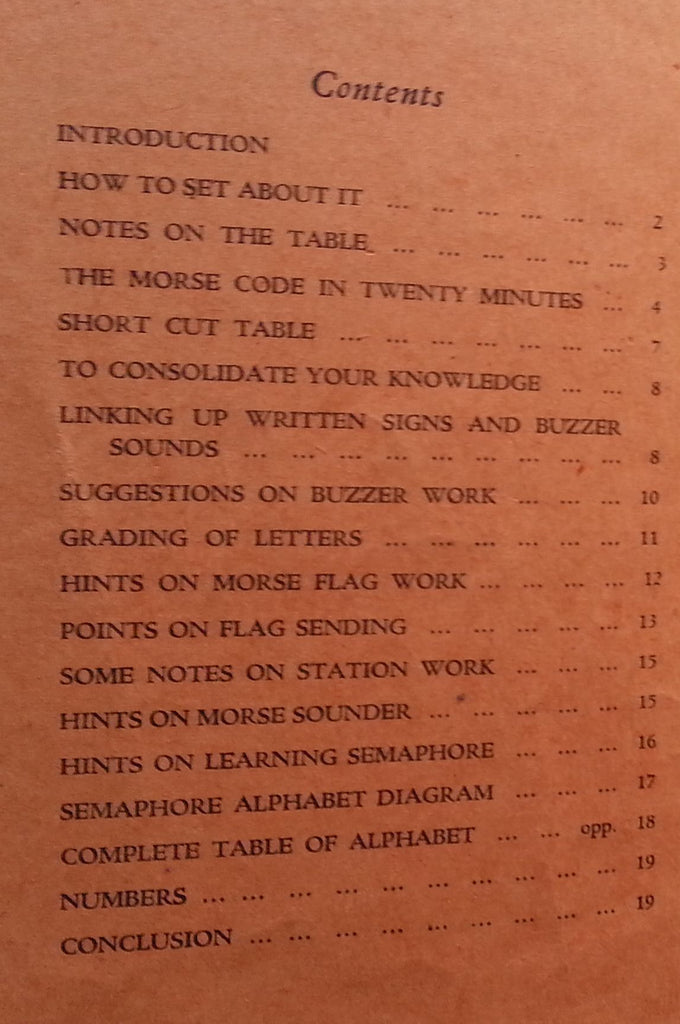 Contents
INTRODUCTION
HOW TO SET ABOUT IT ... ... ... ... ... ... 2
NOTES ON THE TABLE ... ... ... ... ... ... 3
THE MORSE CODE IN TWENTY MINUTES ... 4
SHORT CUT TABLE ... ... ... ... ... ... ... 7
TO CONSOLIDATE YOUR KNOWLEDGE ... ... 8
LINKING UP WRITTEN SIGNS AND BUZZER
SOUNDS ... ... ... ... ... ... ... ... ... 8
SUGGESTIONS ON BUZZER WORK ... ... ... 10
GRADING OF LETTERS ... ... ... ... ... ... 11
HINTS ON MORSE FLAG WORK ... ... ... ... 12
POINTS ON FLAG SENDING ... ... ... ... ... 13
SOME NOTES ON STATION WORK ... ... ... 15
HINTS ON MORSE SOUNDER ... ... ... ... ... 15
HINTS ON LEARNING SEMAPHORE ... ... ... 16
SEMAPHORE ALPHABET DIAGRAM ... ... ... 17
COMPLETE TABLE OF ALPHABET ... ... opp. 18
NUMBERS ... ... ... ... ... ... ... ... ... ... 19
CONCLUSION ... ... ... ... ... ... ... ... ... 19